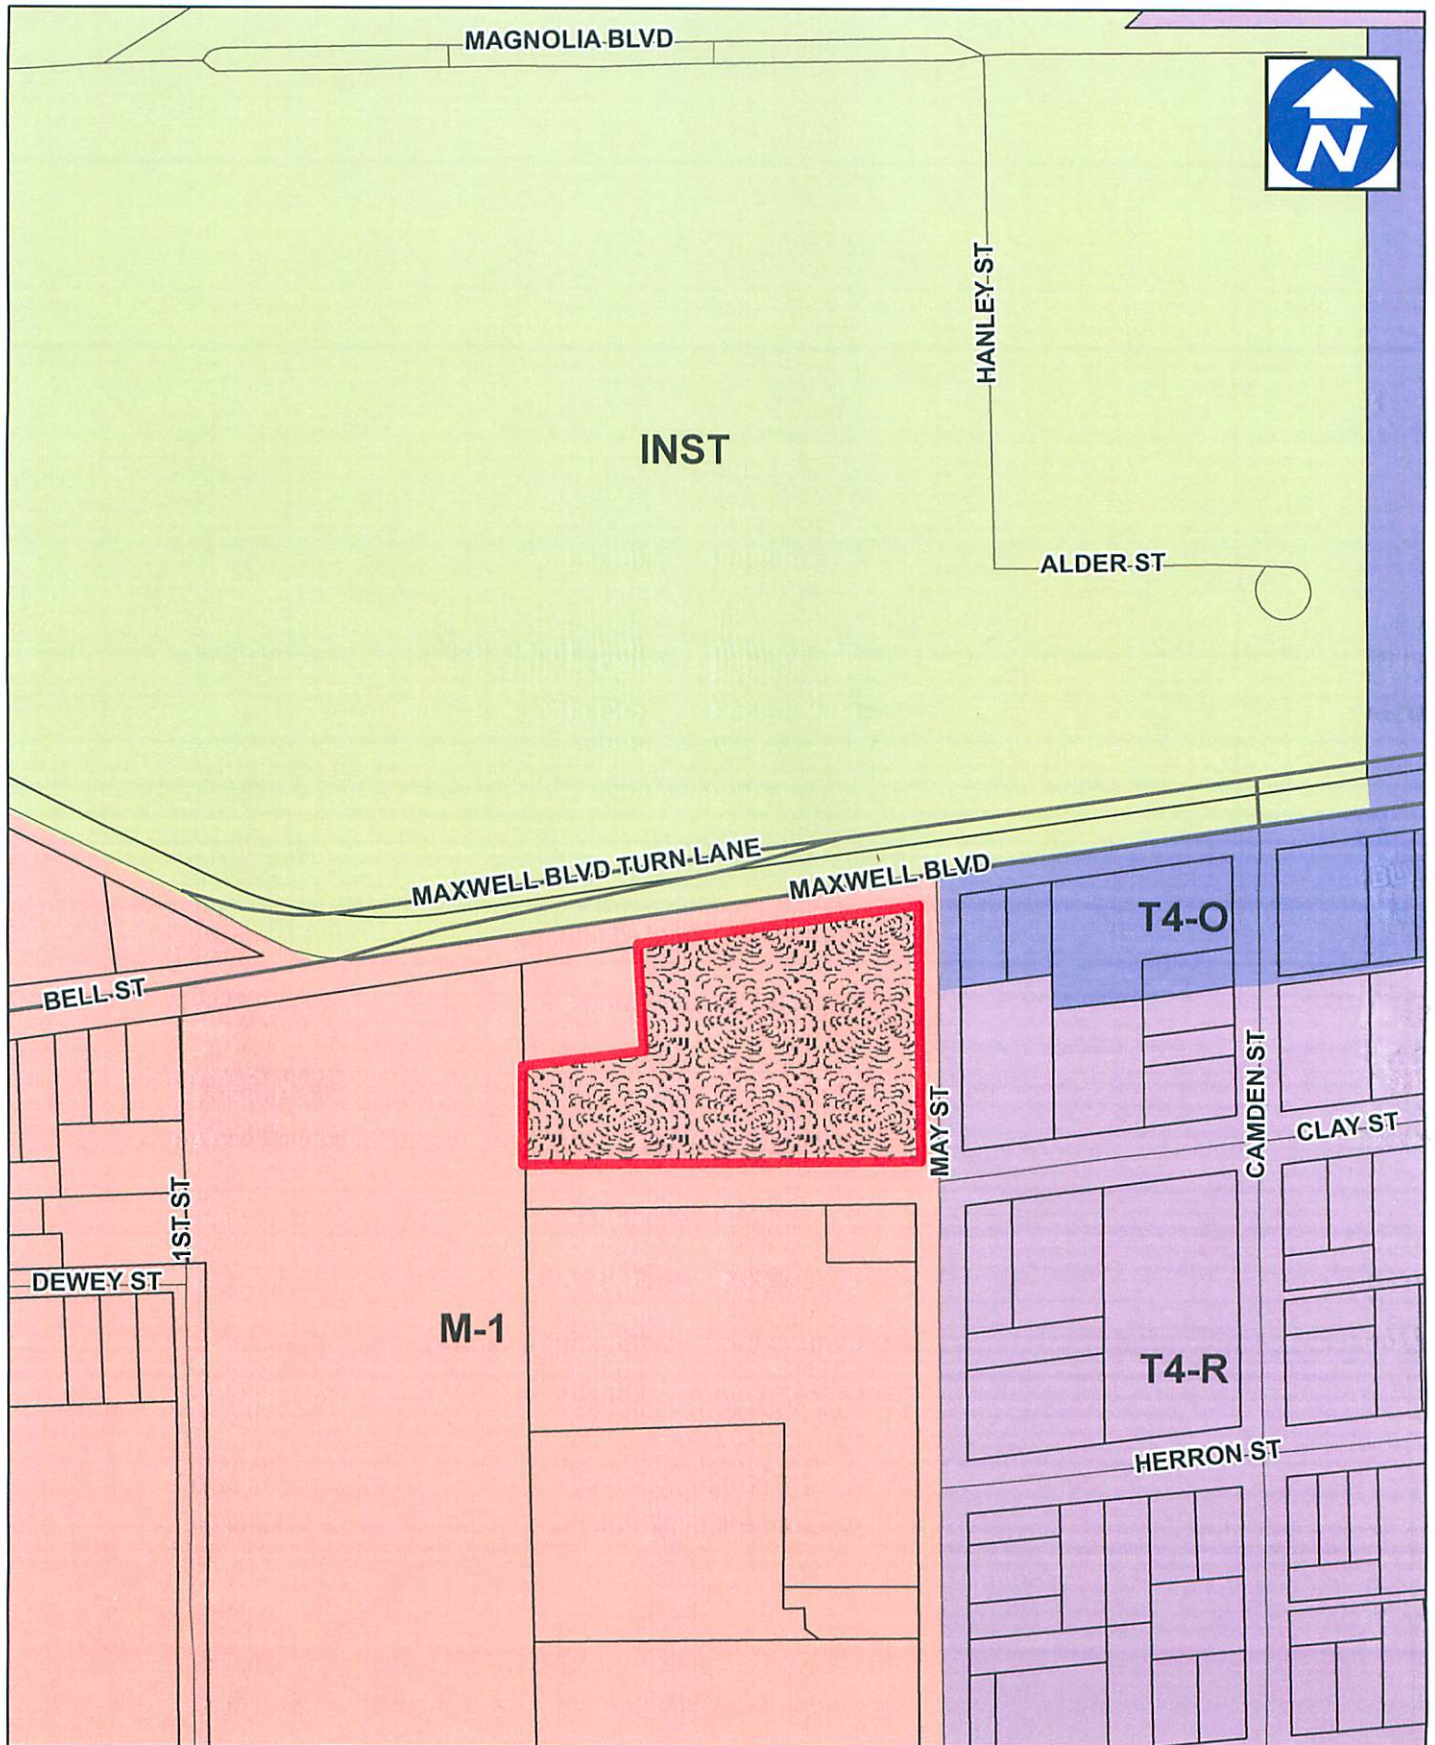 MAGNOLIA BLVD
N
HANLEY ST
INST
ALDER ST
MAXWELL BLVD TURN LANE
MAXWELL BLVD
T4-O
BELL ST
CAMDEN ST
MAY ST
CLAY ST
1ST ST
DEWEY ST
M-1
T4-R
HERRON ST